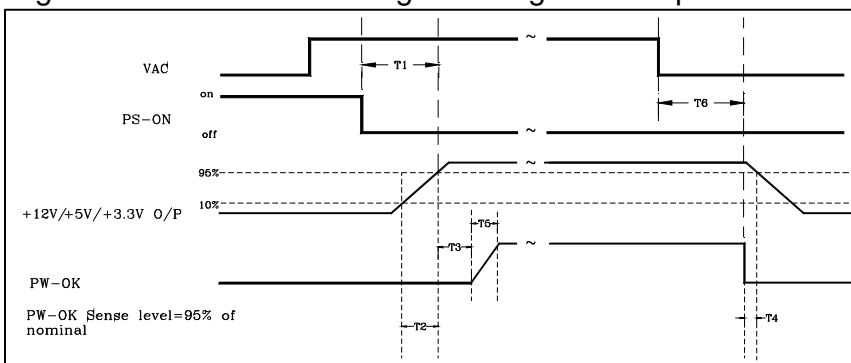 VAC
T1
on
PS-ON
off
T6
95%
10%
+12V/+5V/+3.3V O/P
T5
T3
PW-OK
PW-OK Sense level=95% of
nominal
T2
T4